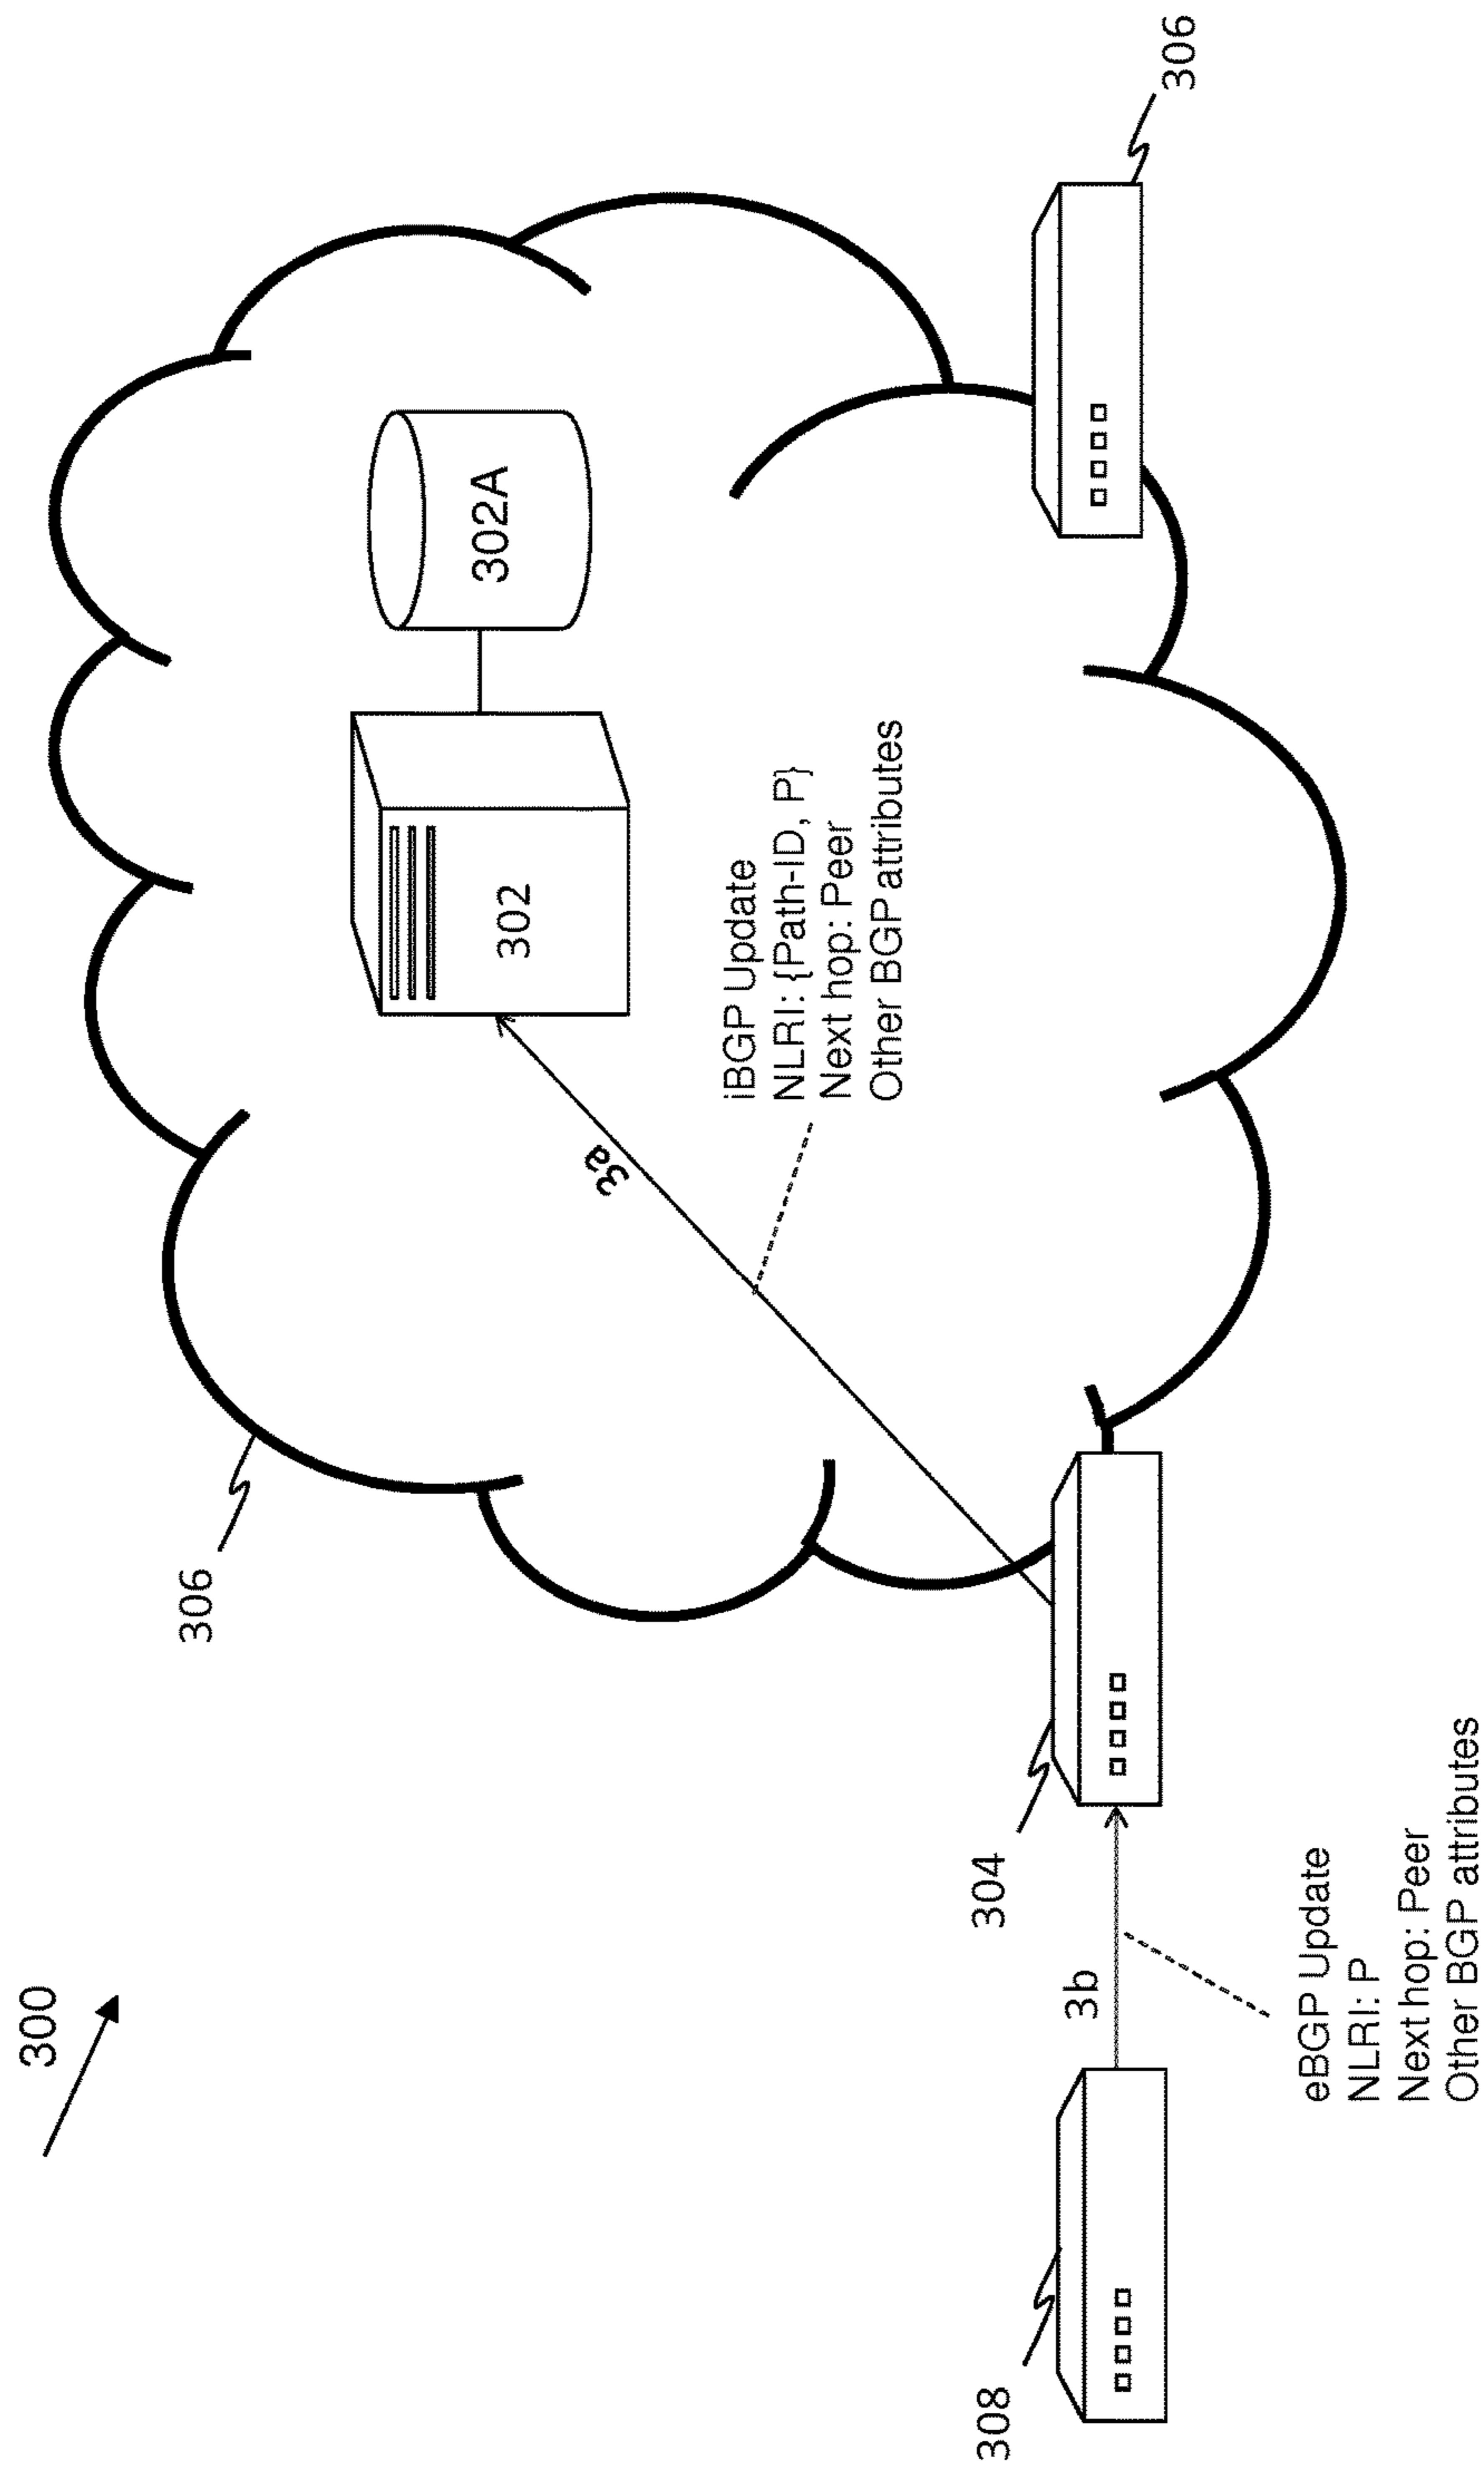 300
306
302
302A
3a
iBGP Update
NLRI: {Path-ID, P}
Next hop: Peer
Other BGP attributes
306
304
308
3b
eBGP Update
NLRI: P
Next hop: Peer
Other BGP attributes